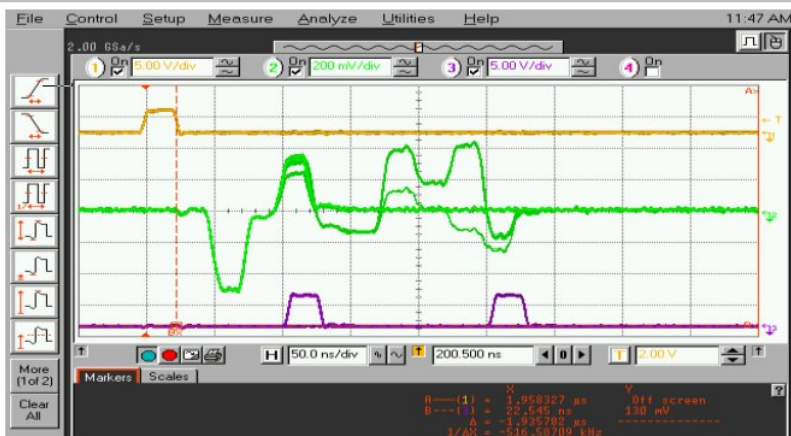 File Control Setup Measure Analyze Utilities Help 11:47 AM
2.00 GSa/s
1 On 5.00 V/div 2 On 200 mV/div 3 On 5.00 V/div 4 On
Ax
T
H 50.0 ns/div 200.500 ns 0 T 2.00 V
More
(1of 2)
Clear
All
Markers Scales
?
X Y
A---(1) = 1.958327 µs Off screen
B---(3) = 22.545 ns 130 mV
Δ = -1.935782 µs ---------------
1/ΔX = -516.58709 kHz